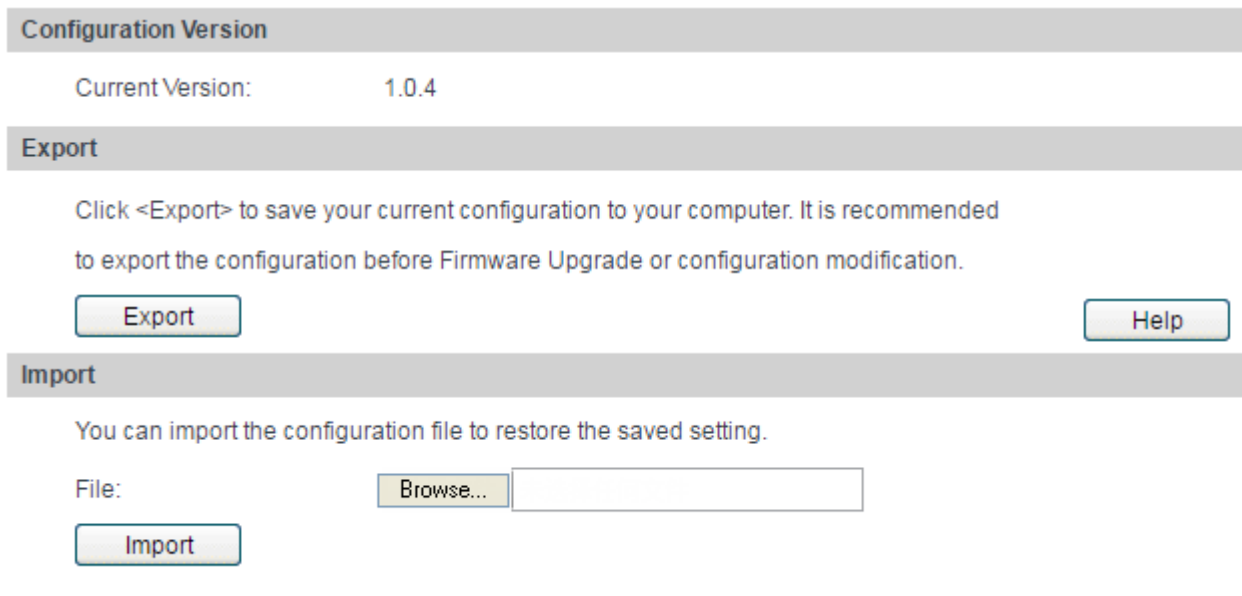 Configuration Version
Current Version: 1.0.4
Export
Click <Export> to save your current configuration to your computer. It is recommended
to export the configuration before Firmware Upgrade or configuration modification.
Export Help
Import
You can import the configuration file to restore the saved setting.
File: Browse...
Import